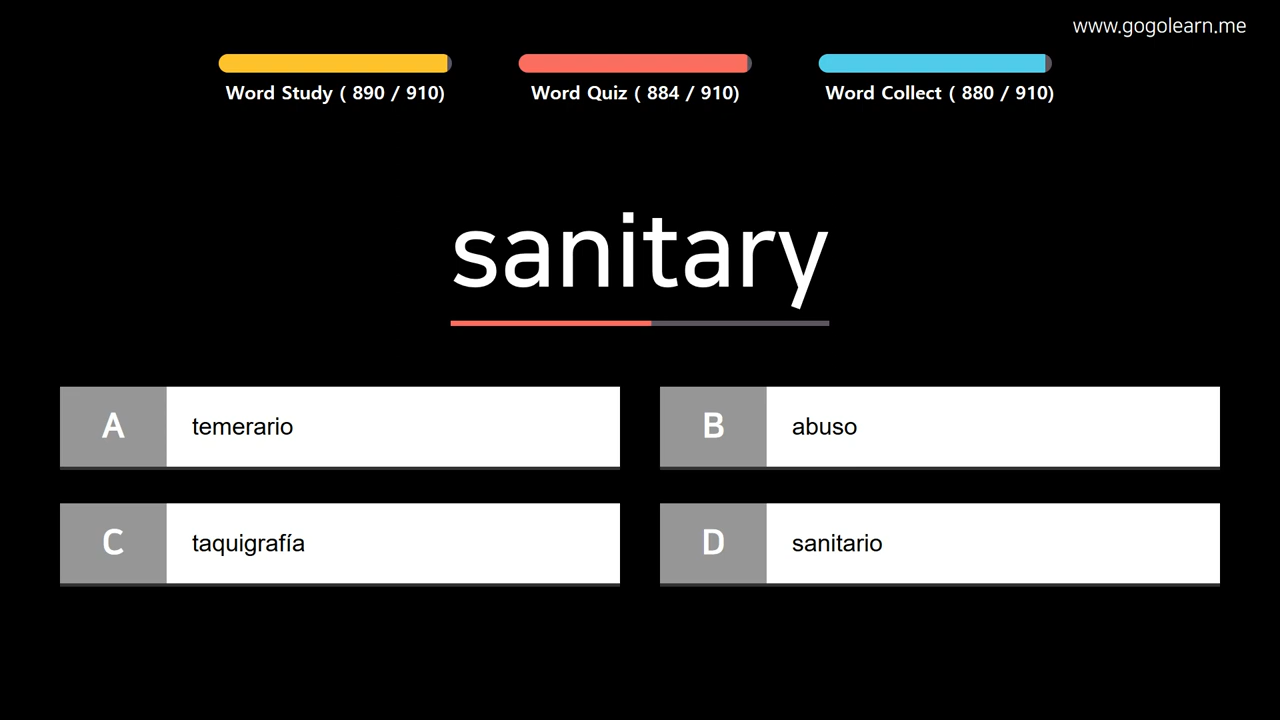 www.gogolearn.me
Word Study ( 890 / 910)
Word Quiz ( 884 / 910)
Word Collect ( 880 / 910)
sanitary
A temerario
B abuso
C taquigrafía
D sanitario